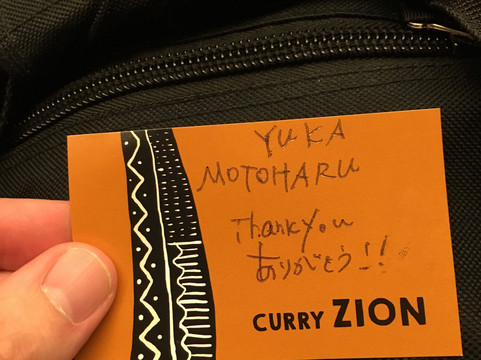 YUKA
MOTOHARU
Thank you
ありがとう!!
CURRY ZION